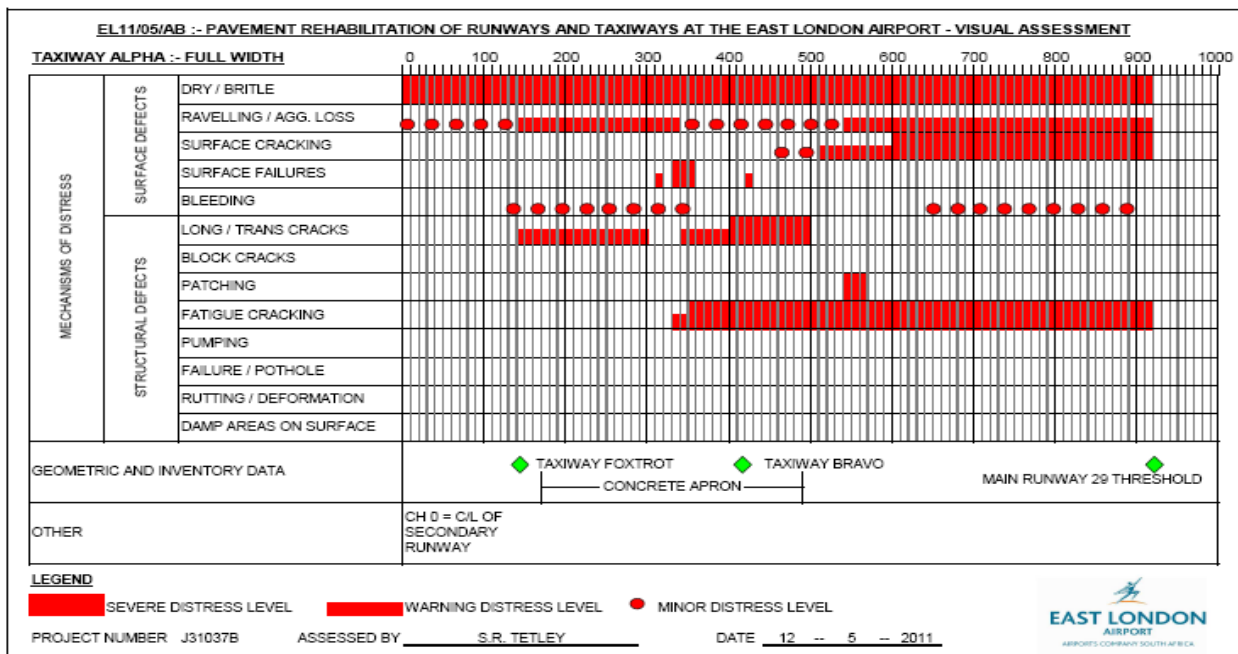 EL11/05/AB :- PAVEMENT REHABILITATION OF RUNWAYS AND TAXIWAYS AT THE EAST LONDON AIRPORT - VISUAL ASSESSMENT
TAXIWAY ALPHA :- FULL WIDTH 0 100 200 300 400 500 600 700 800 900 1000
MECHANISMS OF DISTRESS
SURFACE DEFECTS
DRY / BRITLE
RAVELLING / AGG. LOSS
SURFACE CRACKING
SURFACE FAILURES
BLEEDING
STRUCTURAL DEFECTS
LONG / TRANS CRACKS
BLOCK CRACKS
PATCHING
FATIGUE CRACKING
PUMPING
FAILURE / POTHOLE
RUTTING / DEFORMATION
DAMP AREAS ON SURFACE
GEOMETRIC AND INVENTORY DATA
TAXIWAY FOXTROT
TAXIWAY BRAVO
CONCRETE APRON
MAIN RUNWAY 29 THRESHOLD
OTHER
CH 0 = C/L OF
SECONDARY
RUNWAY
LEGEND
SEVERE DISTRESS LEVEL WARNING DISTRESS LEVEL MINOR DISTRESS LEVEL
PROJECT NUMBER J31037B ASSESSED BY S.R. TETLEY DATE 12 -- 5 -- 2011
EAST LONDON
AIRPORT
AIRPORTS COMPANY SOUTH AFRICA